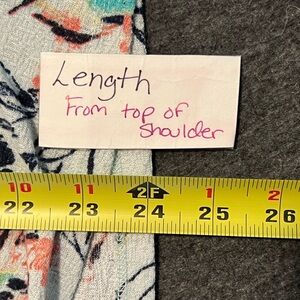 Length
From top of
Shoulder
10 11 2F 1 2
22 23 24 25 26